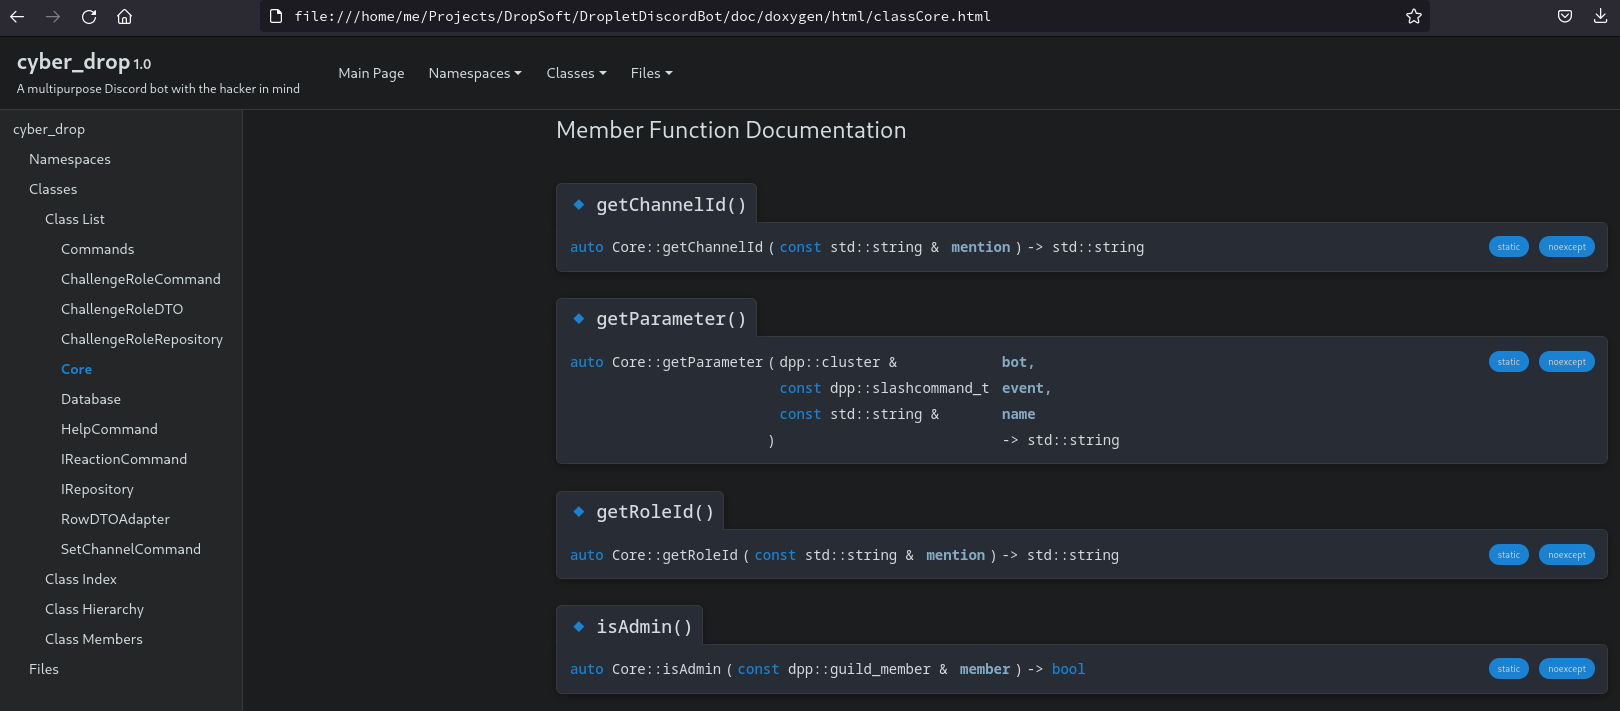 file:///home/me/Projects/DropSoft/DropletDiscordBot/doc/doxygen/html/classCore.html
cyber_drop 1.0
A multipurpose Discord bot with the hacker in mind
Main Page Namespaces Classes Files
cyber_drop
Namespaces
Classes
Class List
Commands
ChallengeRoleCommand
ChallengeRoleDTO
ChallengeRoleRepository
Core
Database
HelpCommand
IReactionCommand
IRepository
RowDTOAdapter
SetChannelCommand
Class Index
Class Hierarchy
Class Members
Files
Member Function Documentation
getChannelId()
auto Core::getChannelId ( const std::string & mention ) -> std::string static noexcept
getParameter()
auto Core::getParameter ( dpp::cluster & bot, static noexcept
const dpp::slashcommand_t event,
const std::string & name
) -> std::string
getRoleId()
auto Core::getRoleId ( const std::string & mention ) -> std::string static noexcept
isAdmin()
auto Core::isAdmin ( const dpp::guild_member & member ) -> bool static noexcept